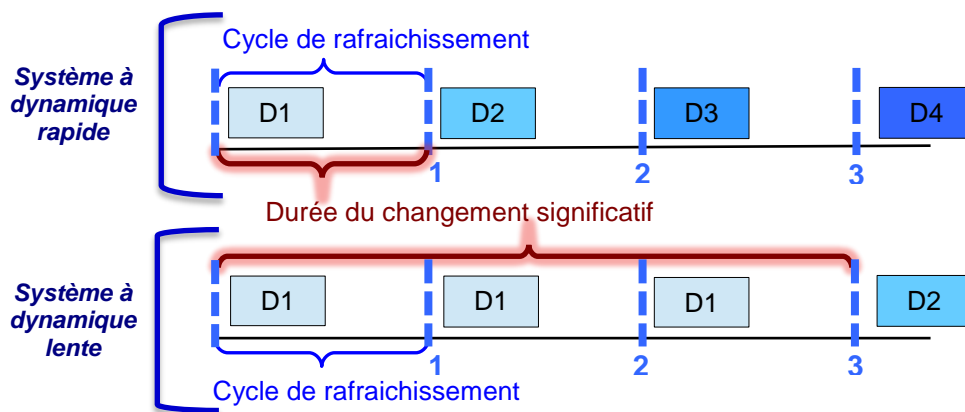 Cycle de rafraichissement
Système à
dynamique
rapide
D1
D2
D3
D4
1
2
3
Durée du changement significatif
Système à
dynamique
lente
D1
D1
D1
D2
1
2
3
Cycle de rafraichissement